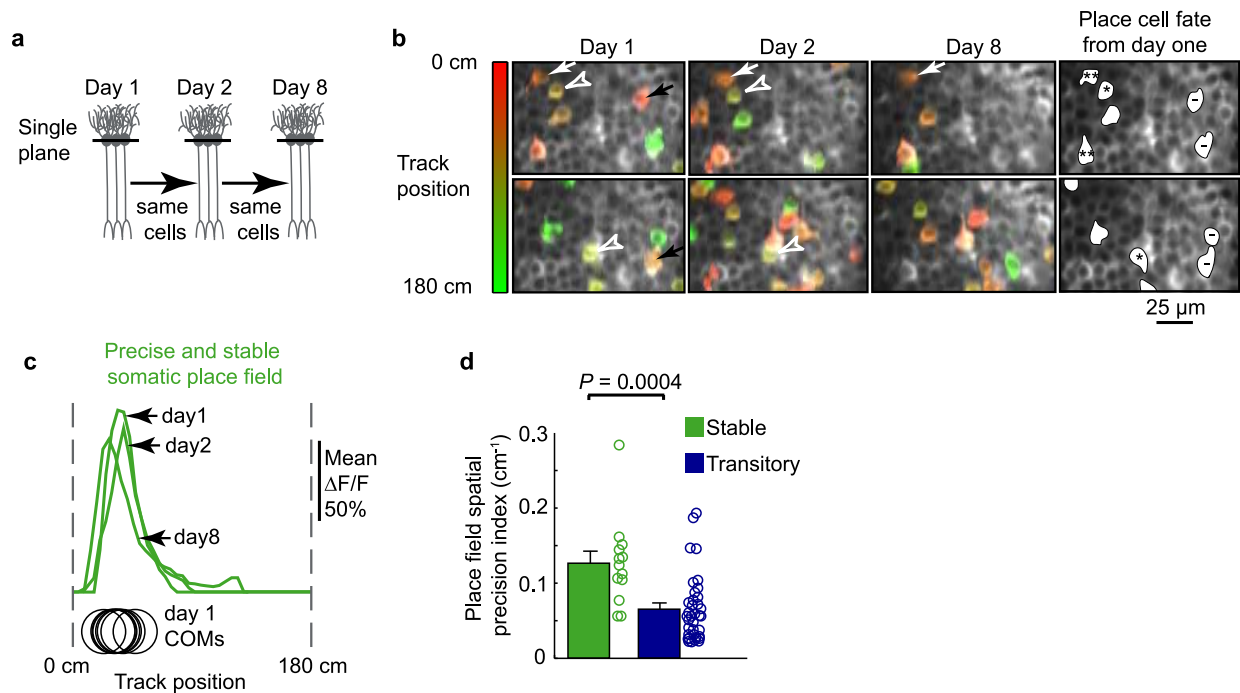 a
Day 1 Day 2 Day 8
Single
plane
same
cells
same
cells
b
Day 1 Day 2 Day 8 Place cell fate
from day one
0 cm
Track
position
180 cm
** * -
** -
-
* -
25 µm
c
Precise and stable
somatic place field
day1
day2
day8
Mean
ΔF/F
50%
day 1
COMs
0 cm 180 cm
Track position
d
P = 0.0004
Stable
Transitory
Place field spatial
precision index (cm⁻¹)
0.3
0.2
0.1
0